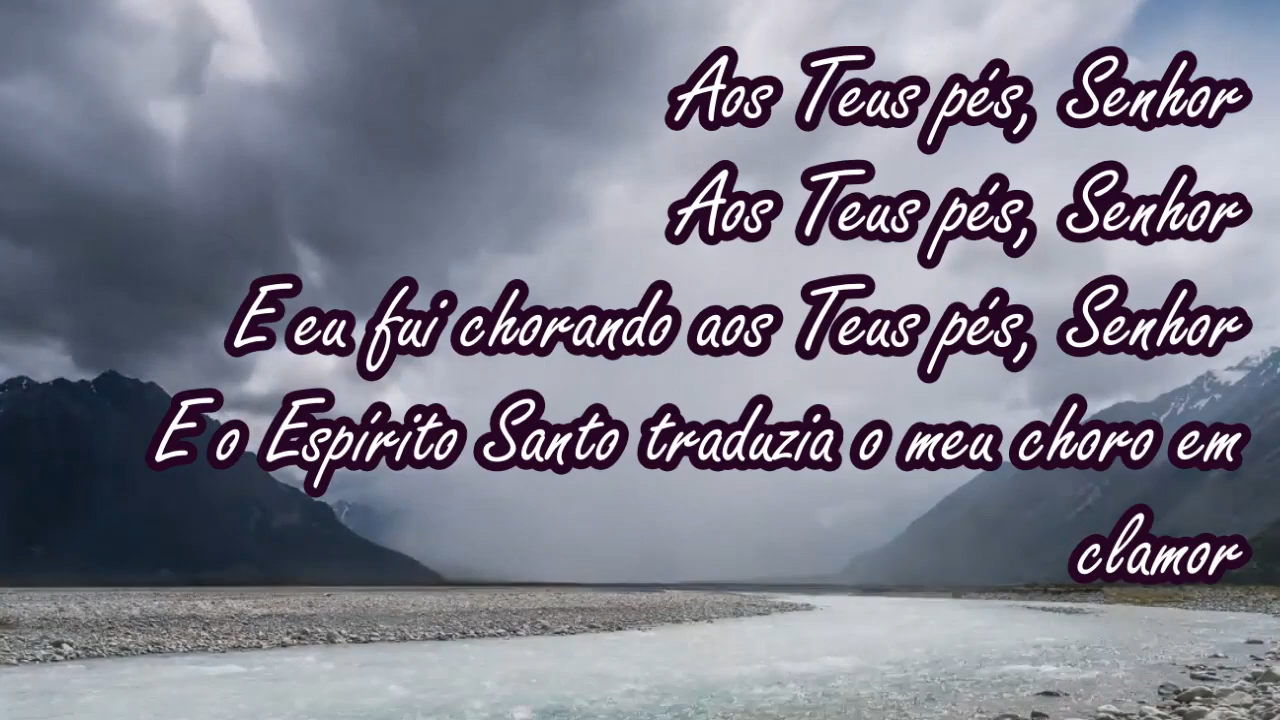 Aos Teus pés, Senhor
Aos Teus pés, Senhor
E eu fui chorando aos Teus pés, Senhor
E o Espírito Santo traduzia o meu choro em
clamor